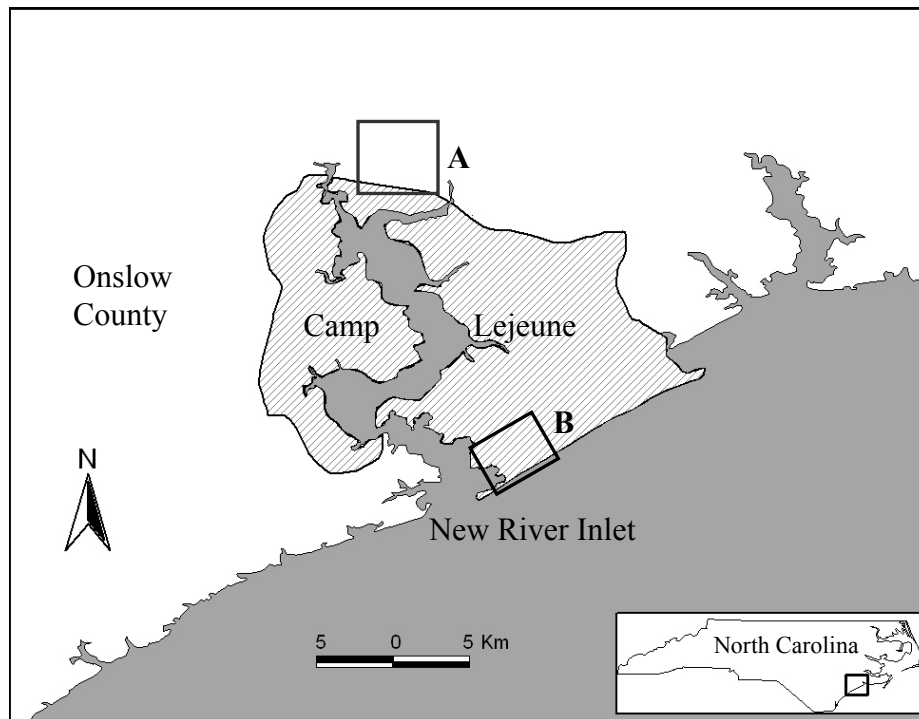 A
Onslow
County
Camp Lejeune
B
N
New River Inlet
5 0 5 Km
North Carolina